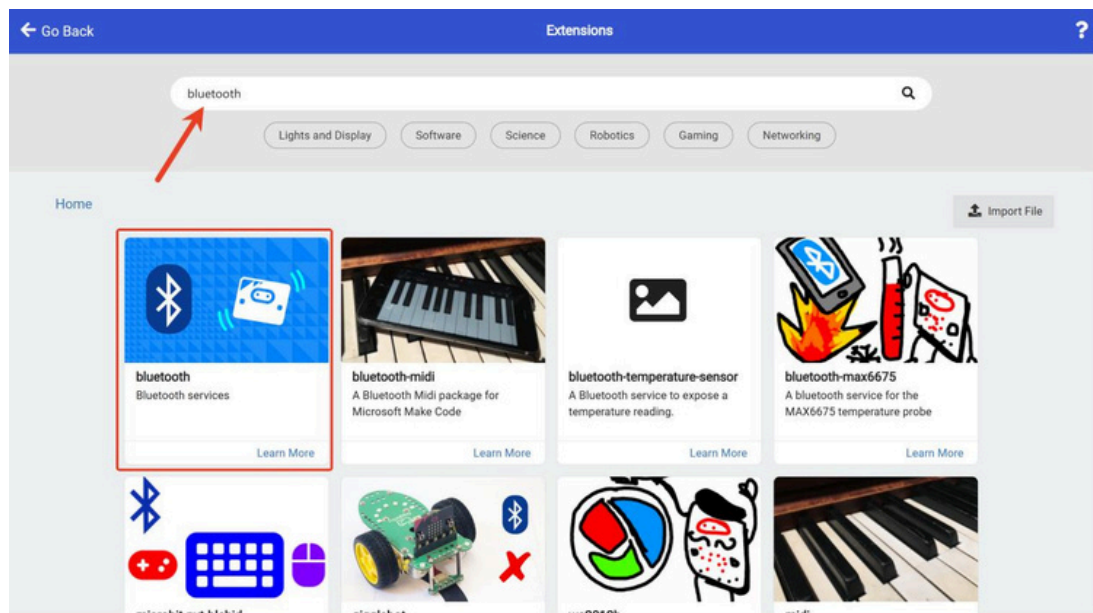 Go Back
Extensions
?
bluetooth
Lights and Display
Software
Science
Robotics
Gaming
Networking
Home
Import File
bluetooth
Bluetooth services
Learn More
bluetooth-midi
A Bluetooth Midi package for
Microsoft Make Code
Learn More
bluetooth-temperature-sensor
A Bluetooth service to expose a
temperature reading.
Learn More
bluetooth-max6675
A bluetooth service for the
MAX6675 temperature probe
Learn More